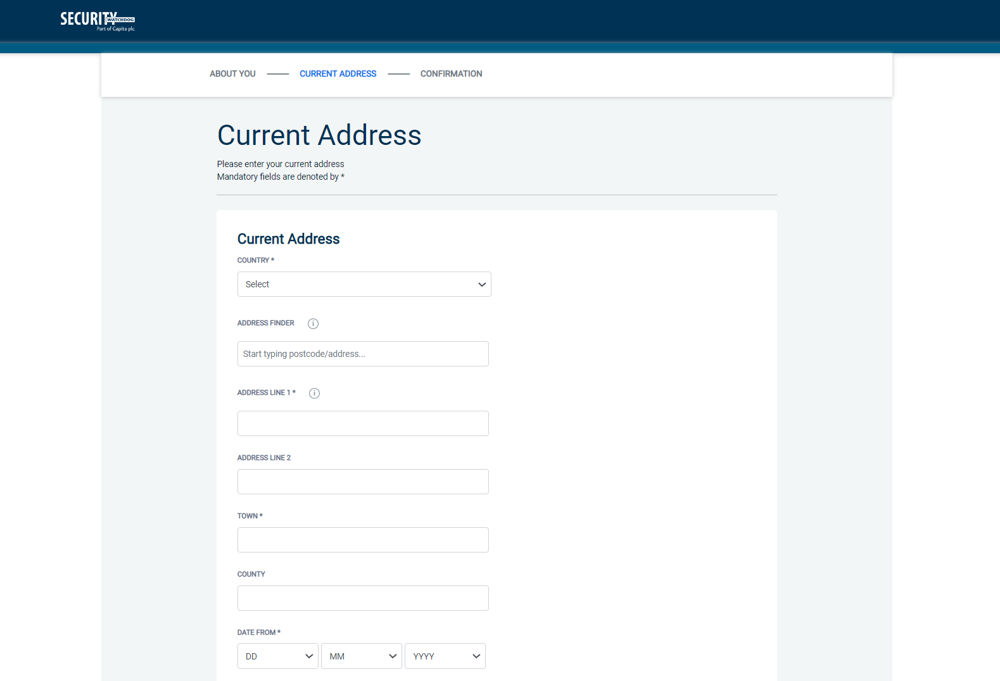 SECURITY
WATCHDOG
Part of Capita plc
ABOUT YOU
CURRENT ADDRESS
CONFIRMATION
Current Address
Please enter your current address
Mandatory fields are denoted by *
Current Address
COUNTRY *
Select
ADDRESS FINDER
i
Start typing postcode/address...
ADDRESS LINE 1 *
i
ADDRESS LINE 2
TOWN *
COUNTY
DATE FROM *
DD
MM
YYYY